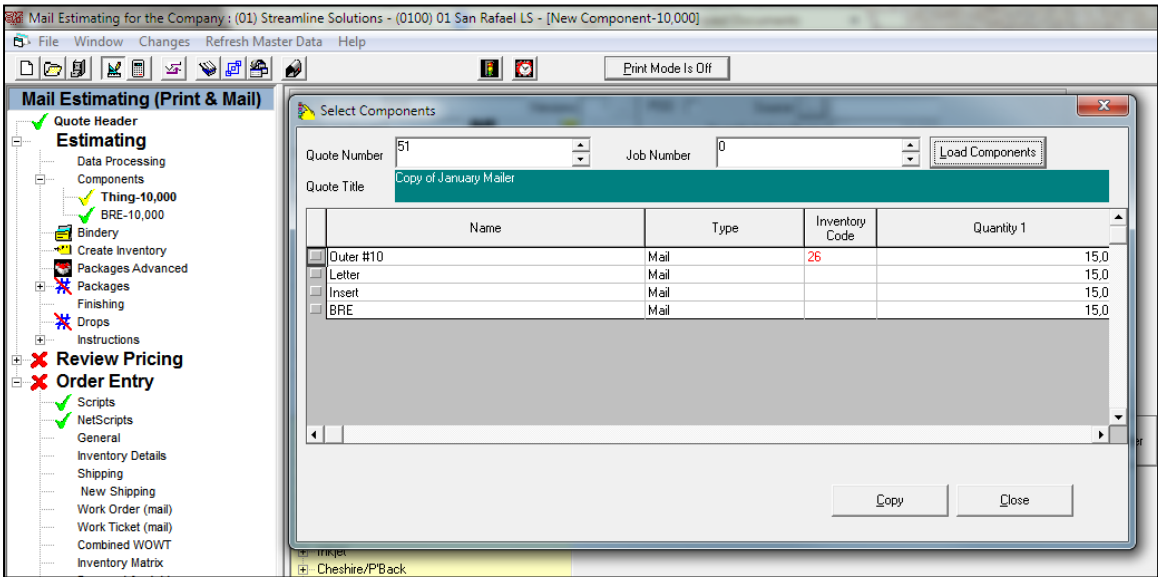 Mail Estimating for the Company : (01) Streamline Solutions - (0100) 01 San Rafael LS - [New Component-10,000]
File Window Changes Refresh Master Data Help
Print Mode Is Off
Mail Estimating (Print & Mail)
Quote Header
Estimating
Data Processing
Components
Thing-10,000
BRE-10,000
Bindery
Create Inventory
Packages Advanced
Packages
Finishing
Drops
Instructions
Review Pricing
Order Entry
Scripts
NetScripts
General
Inventory Details
Shipping
New Shipping
Work Order (mail)
Work Ticket (mail)
Combined WOWT
Inventory Matrix
Select Components
Quote Number 51 Job Number 0 Load Components
Quote Title Copy of January Mailer
Name Type Inventory Code Quantity 1
Outer #10 Mail 26 15,0
Letter Mail 15,0
Insert Mail 15,0
BRE Mail 15,0
Copy Close
Cheshire/P'Back